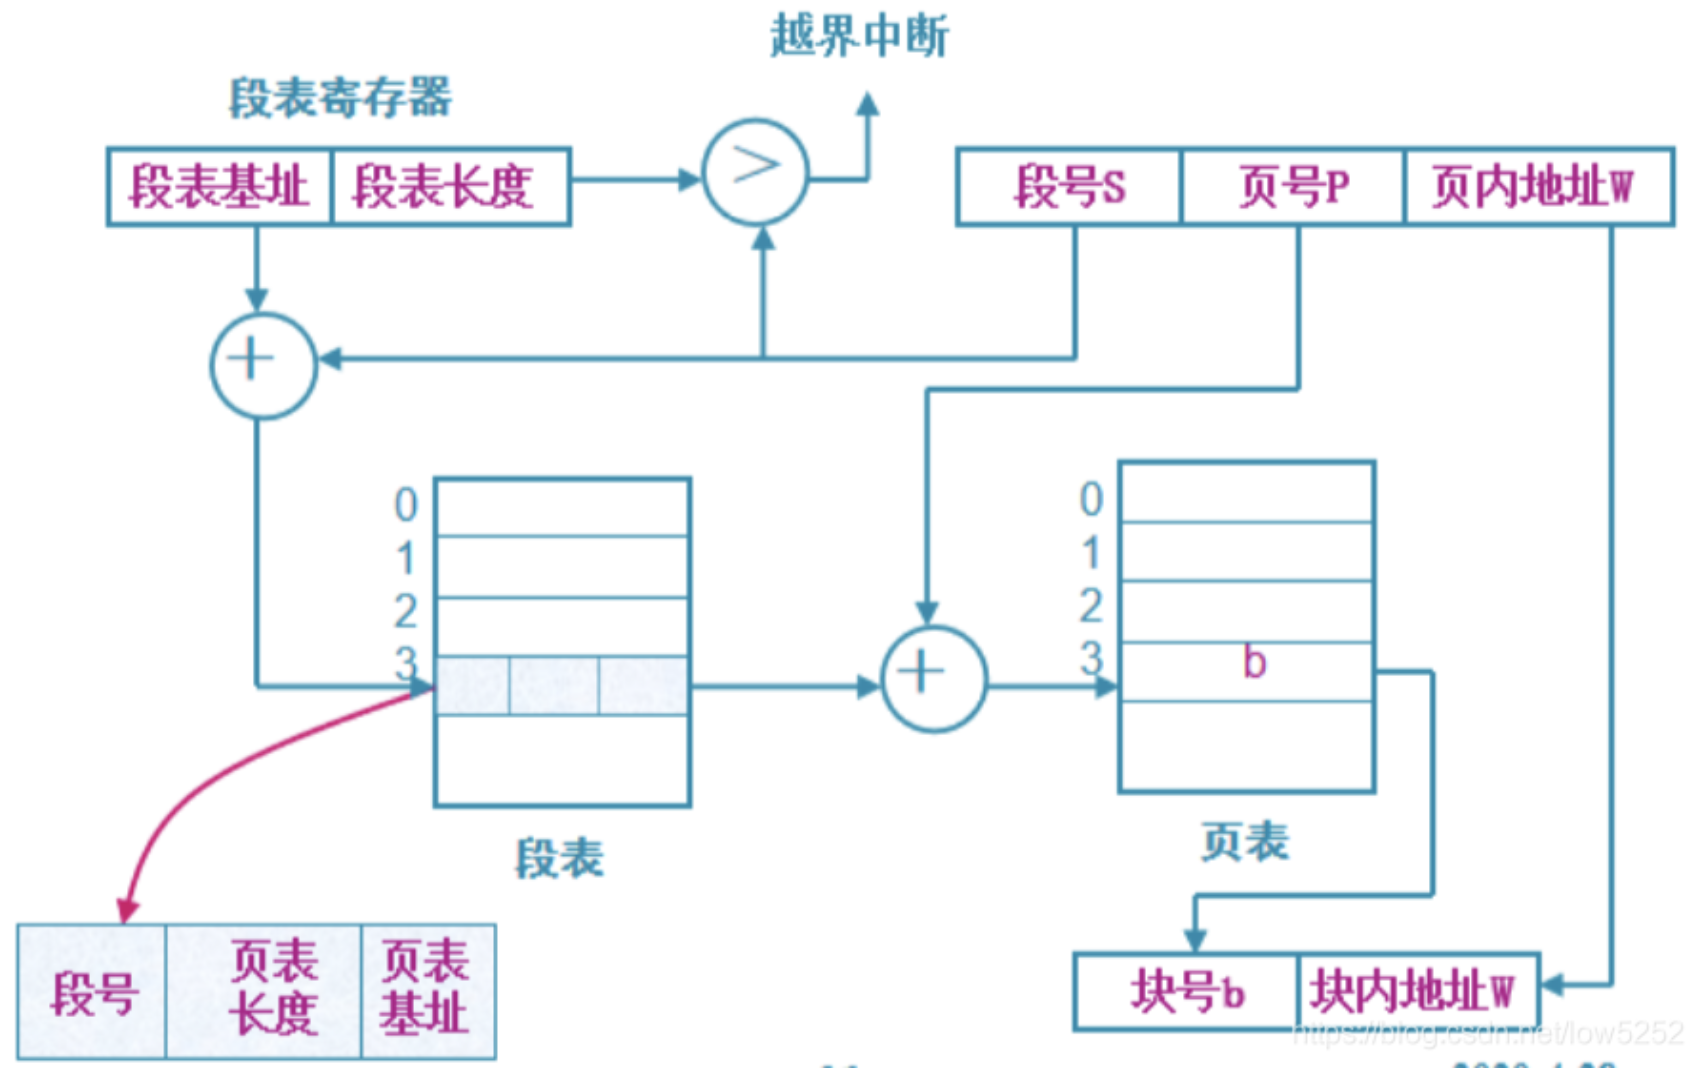 越界中断
段表寄存器
段表基址 段表长度 >
段号S 页号P 页内地址W
+
0
1
2
3
段表
+
0
1
2
3 b
页表
段号 页表长度 页表基址
块号b 块内地址W
https://blog.csdn.net/low5252